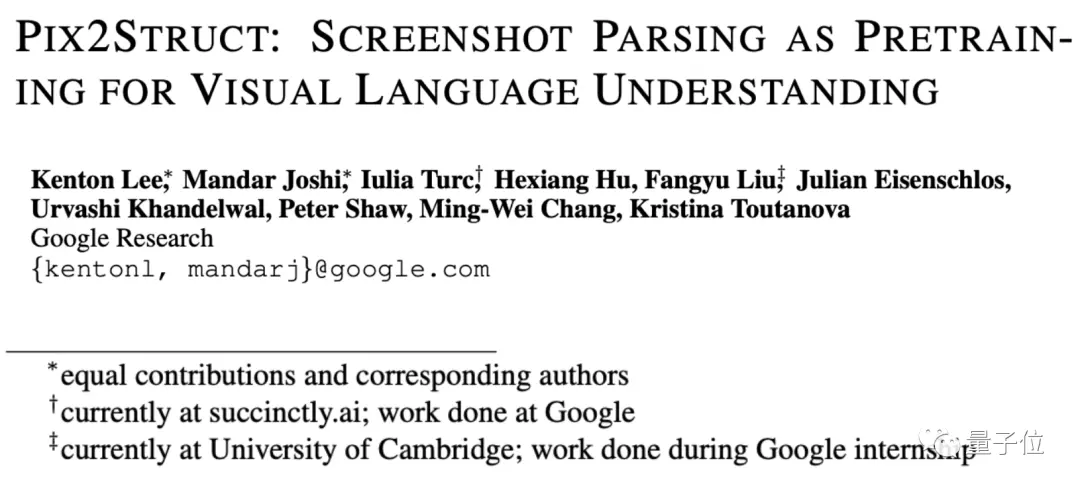 PIX2STRUCT: SCREENSHOT PARSING AS PRETRAIN-
ING FOR VISUAL LANGUAGE UNDERSTANDING
Kenton Lee,* Mandar Joshi,* Iulia Turc,† Hexiang Hu, Fangyu Liu,‡ Julian Eisenschlos,
Urvashi Khandelwal, Peter Shaw, Ming-Wei Chang, Kristina Toutanova
Google Research
{kentonl, mandarj}@google.com
*equal contributions and corresponding authors
†currently at succinctly.ai; work done at Google
‡currently at University of Cambridge; work done during Google internship
量子位